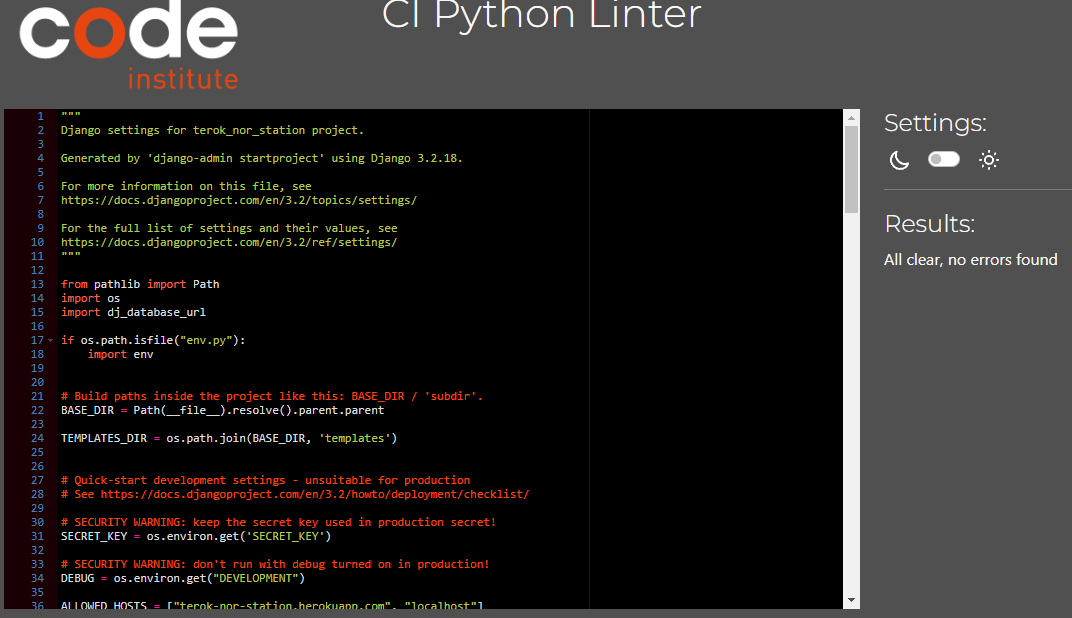 code
institute
CI Python Linter
1 """
2 Django settings for terok_nor_station project.
3
4 Generated by 'django-admin startproject' using Django 3.2.18.
5
6 For more information on this file, see
7 https://docs.djangoproject.com/en/3.2/topics/settings/
8
9 For the full list of settings and their values, see
10 https://docs.djangoproject.com/en/3.2/ref/settings/
11 """
12
13 from pathlib import Path
14 import os
15 import dj_database_url
16
17 if os.path.isfile("env.py"):
18     import env
19
20
21 # Build paths inside the project like this: BASE_DIR / 'subdir'.
22 BASE_DIR = Path(__file__).resolve().parent.parent
23
24 TEMPLATES_DIR = os.path.join(BASE_DIR, 'templates')
25
26
27 # Quick-start development settings - unsuitable for production
28 # See https://docs.djangoproject.com/en/3.2/howto/deployment/checklist/
29
30 # SECURITY WARNING: keep the secret key used in production secret!
31 SECRET_KEY = os.environ.get('SECRET_KEY')
32
33 # SECURITY WARNING: don't run with debug turned on in production!
34 DEBUG = os.environ.get("DEVELOPMENT")
35
36 ALLOWED_HOSTS = ["terok-nor-station.herokuapp.com", "localhost"]
Settings:
Results:
All clear, no errors found